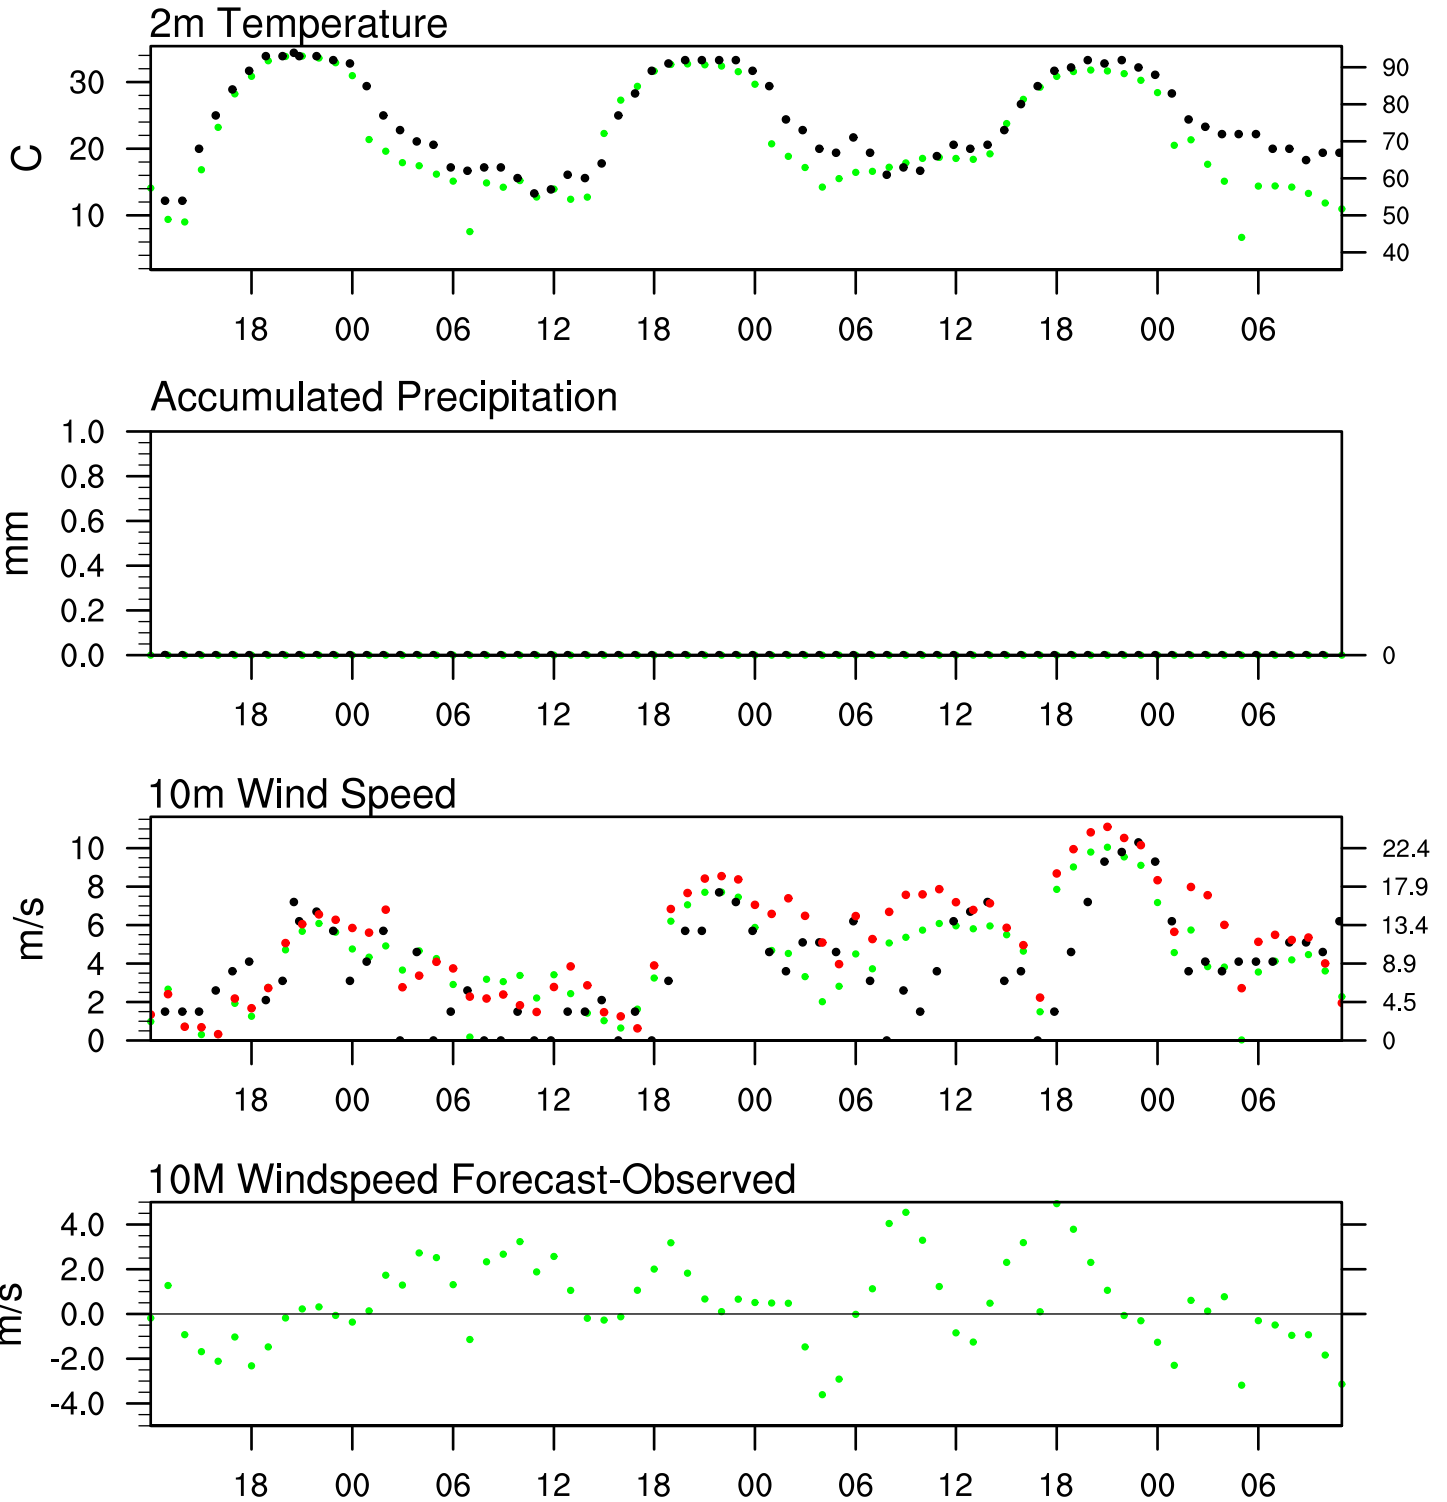 2m Temperature
30
20
10
C
90
80
70
60
50
40
18 00 06 12 18 00 06 12 18 00 06
Accumulated Precipitation
1.0
0.8
0.6
0.4
0.2
0.0
mm
0
18 00 06 12 18 00 06 12 18 00 06
10m Wind Speed
10
8
6
4
2
0
m/s
22.4
17.9
13.4
8.9
4.5
0
18 00 06 12 18 00 06 12 18 00 06
10M Windspeed Forecast-Observed
4.0
2.0
0.0
-2.0
-4.0
m/s
18 00 06 12 18 00 06 12 18 00 06